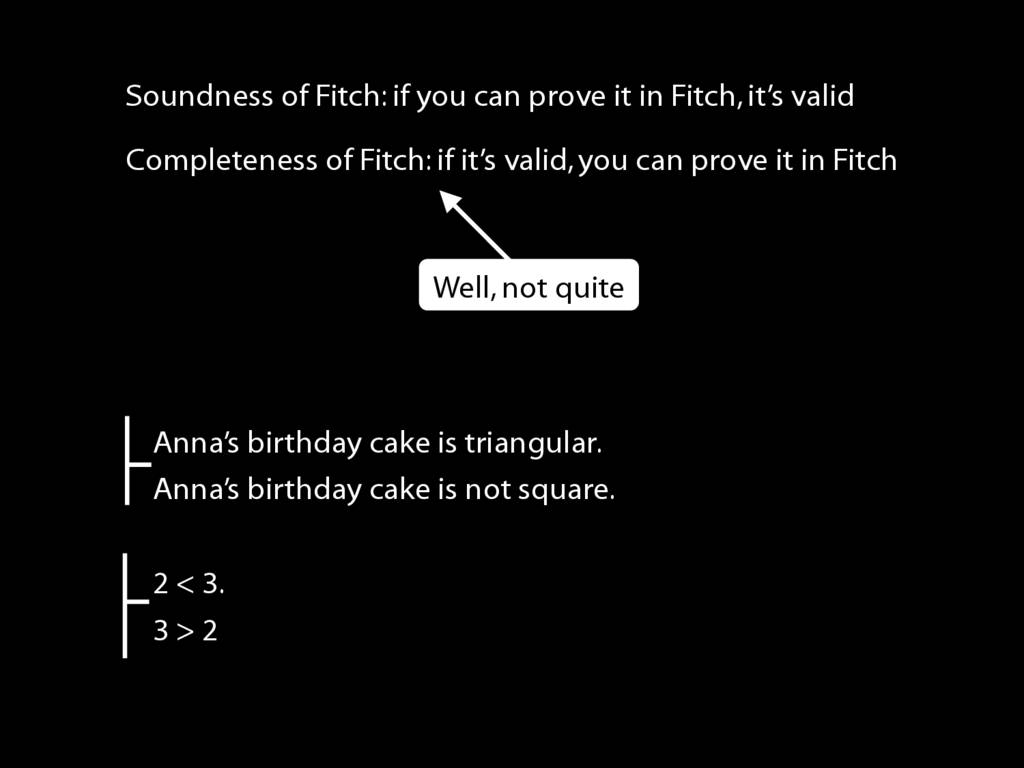 Soundness of Fitch: if you can prove it in Fitch, it’s valid
Completeness of Fitch: if it’s valid, you can prove it in Fitch
Well, not quite
Anna’s birthday cake is triangular.
Anna’s birthday cake is not square.
2 < 3.
3 > 2